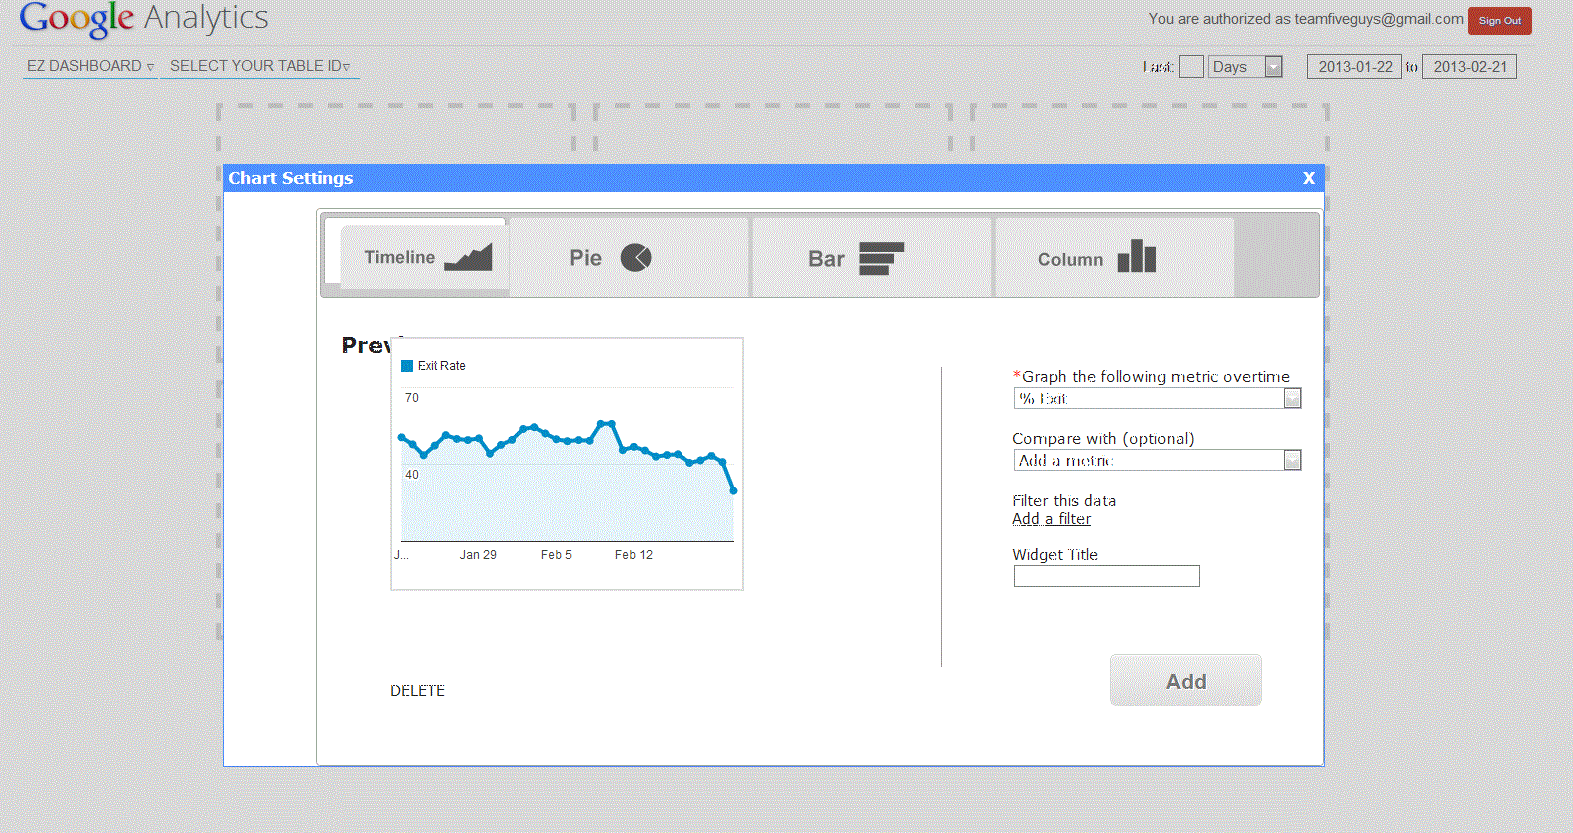 Google Analytics
You are authorized as teamfiveguys@gmail.com Sign Out
EZ DASHBOARD ▿ SELECT YOUR TABLE ID▿
Last: Days 2013-01-22 to 2013-02-21
Chart Settings X
Timeline Pie Bar Column
Previ
Exit Rate
70
40
J... Jan 29 Feb 5 Feb 12
*Graph the following metric overtime
% Exit
Compare with (optional)
Add a metric
Filter this data
Add a filter
Widget Title
DELETE
Add